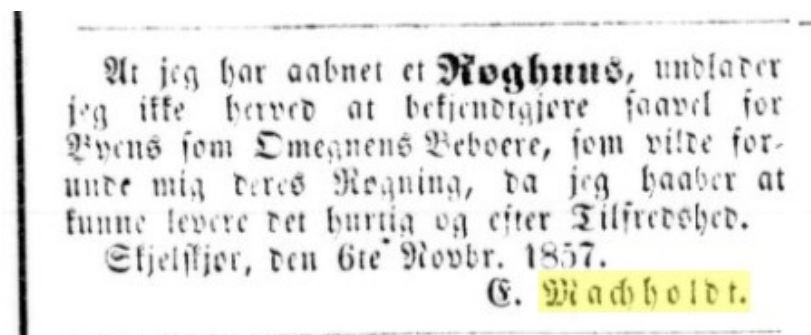 At jeg har aabnet et Roghuus, undlader
jeg ikke herved at bekjendtgjøre saavel for
Byens som Omegnens Beboere, som vilde for-
unde mig deres Røgning, da jeg haaber at
kunne levere det hurtig og efter Tilfredshed.
Skjelskjør, den 6te Novbr. 1857.
E. Machholdt.